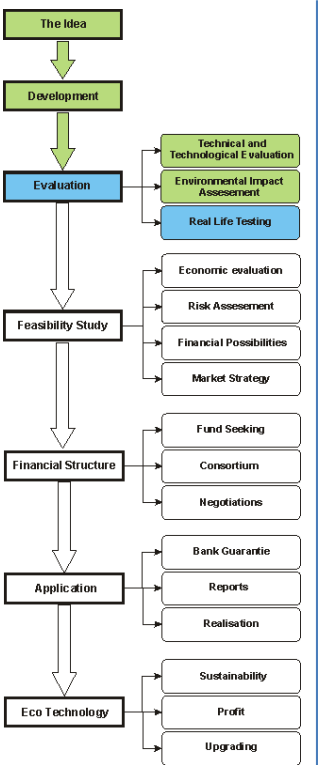 The Idea
Development
Evaluation
Technical and
Technological Evaluation
Environmental Impact
Assesement
Real Life Testing
Feasibility Study
Economic evaluation
Risk Assesement
Financial Possibilities
Market Strategy
Financial Structure
Fund Seeking
Consortium
Negotiations
Application
Bank Guarantie
Reports
Realisation
Eco Technology
Sustainability
Profit
Upgrading